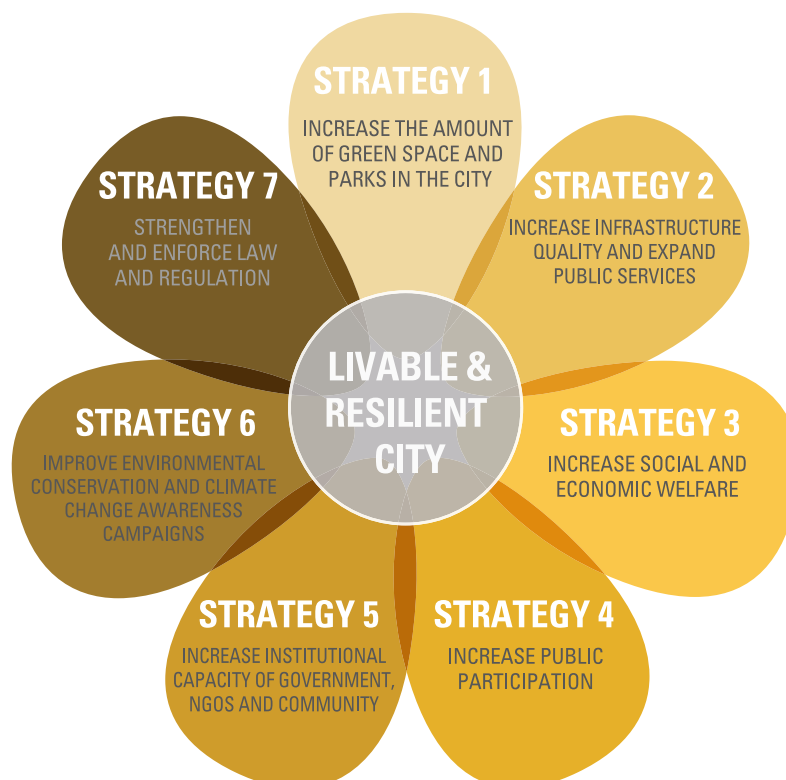 STRATEGY 1
INCREASE THE AMOUNT
OF GREEN SPACE AND
PARKS IN THE CITY
STRATEGY 2
INCREASE INFRASTRUCTURE
QUALITY AND EXPAND
PUBLIC SERVICES
STRATEGY 3
INCREASE SOCIAL AND
ECONOMIC WELFARE
STRATEGY 4
INCREASE PUBLIC
PARTICIPATION
STRATEGY 5
INCREASE INSTITUTIONAL
CAPACITY OF GOVERNMENT,
NGOS AND COMMUNITY
STRATEGY 6
IMPROVE ENVIRONMENTAL
CONSERVATION AND CLIMATE
CHANGE AWARENESS
CAMPAIGNS
STRATEGY 7
STRENGTHEN
AND ENFORCE LAW
AND REGULATION
LIVABLE &
RESILIENT
CITY